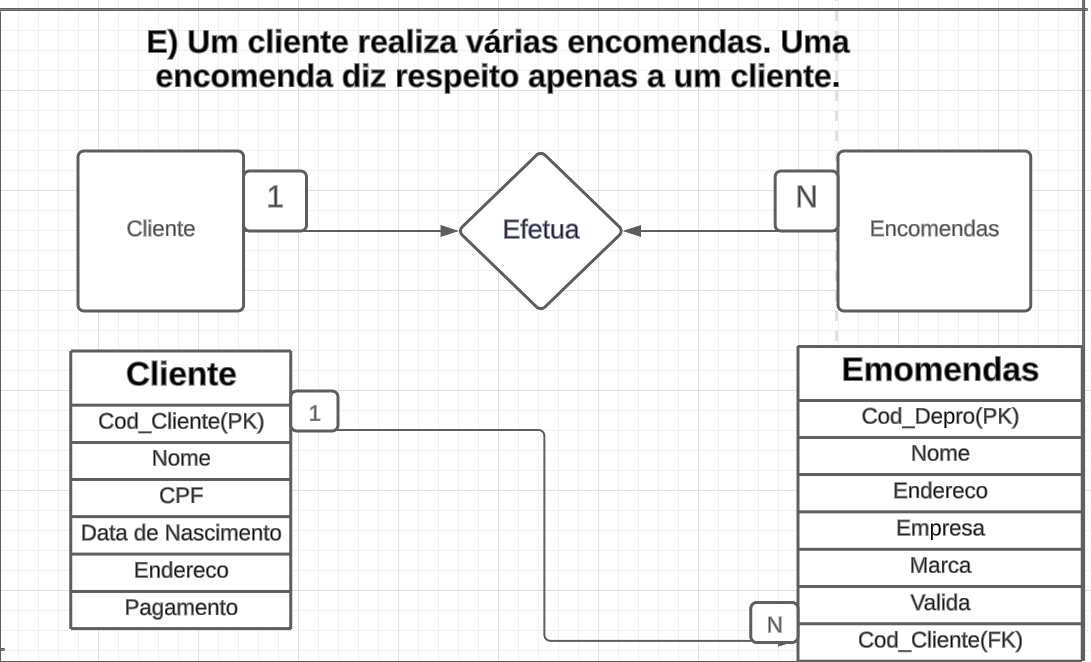 E) Um cliente realiza várias encomendas. Uma
encomenda diz respeito apenas a um cliente.
Cliente
1
Efetua
N
Encomendas
Cliente
Cod_Cliente(PK)
Nome
CPF
Data de Nascimento
Endereco
Pagamento
1
N
Emomendas
Cod_Depro(PK)
Nome
Endereco
Empresa
Marca
Valida
Cod_Cliente(FK)